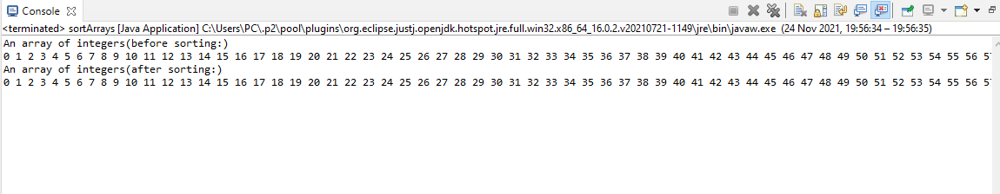 Console
<terminated> sortArrays [Java Application] C:\Users\PC\.p2\pool\plugins\org.eclipse.justj.openjdk.hotspot.jre.full.win32.x86_64_16.0.2.v20210721-1149\jre\bin\javaw.exe (24 Nov 2021, 19:56:34 – 19:56:35)
An array of integers(before sorting:)
0 1 2 3 4 5 6 7 8 9 10 11 12 13 14 15 16 17 18 19 20 21 22 23 24 25 26 27 28 29 30 31 32 33 34 35 36 37 38 39 40 41 42 43 44 45 46 47 48 49 50 51 52 53 54 55 56
An array of integers(after sorting:)
0 1 2 3 4 5 6 7 8 9 10 11 12 13 14 15 16 17 18 19 20 21 22 23 24 25 26 27 28 29 30 31 32 33 34 35 36 37 38 39 40 41 42 43 44 45 46 47 48 49 50 51 52 53 54 55 56